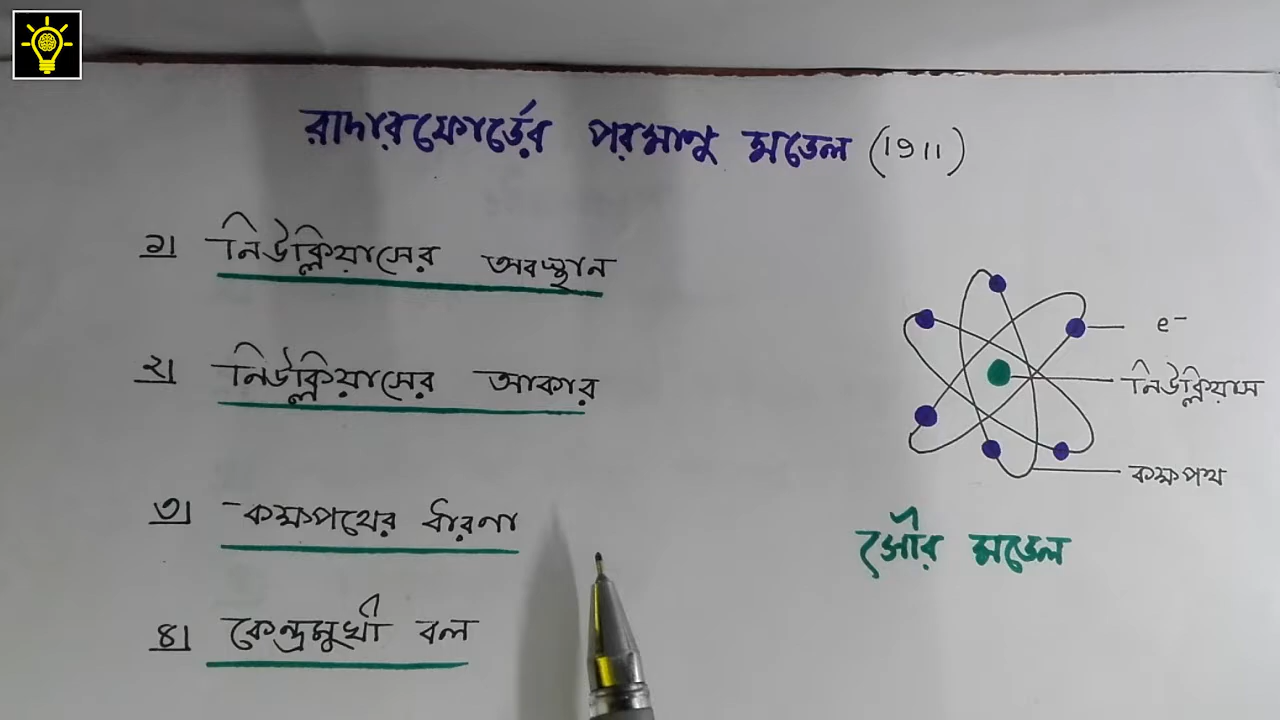 রাদারফোর্ডের পরমানু মডেল (1911)
১। নিউক্লিয়াসের অবস্থান
২। নিউক্লিয়াসের আকার
৩। কক্ষপথের ধারণা
৪। কেন্দ্রমুখী বল
e⁻
নিউক্লিয়াস
কক্ষপথ
সৌর মডেল